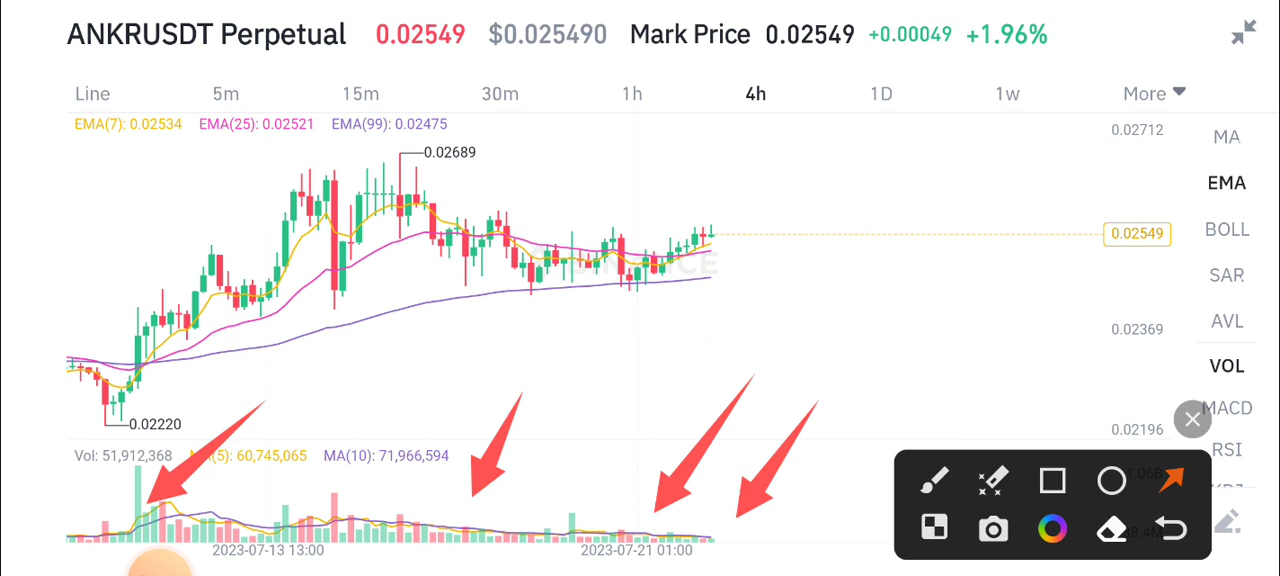 ANKRUSDT Perpetual 0.02549 $0.025490 Mark Price 0.02549 +0.00049 +1.96%
Line 5m 15m 30m 1h 4h 1D 1w More
EMA(7): 0.02534 EMA(25): 0.02521 EMA(99): 0.02475
0.02712
MA
0.02689
EMA
BOLL
0.02549
SAR
AVL
0.02369
VOL
MACD
0.02220
0.02196
RSI
Vol: 51,912,368 (5): 60,745,065 MA(10): 71,966,594
2023-07-13 13:00 2023-07-21 01:00